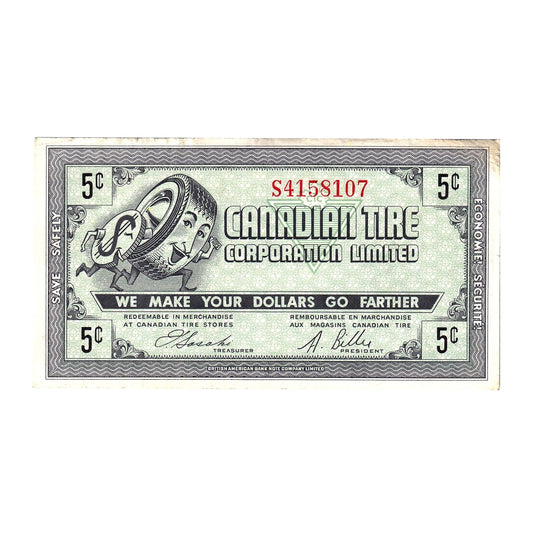 5¢
S4158107
5¢
CANADIAN TIRE
CORPORATION LIMITED
SAVE SAFELY
ECONOMIE, SECURITE
$
WE MAKE YOUR DOLLARS GO FARTHER
REDEEMABLE IN MERCHANDISE
AT CANADIAN TIRE STORES
REMBOURSABLE EN MARCHANDISE
AUX MAGASINS CANADIAN TIRE
5¢
TREASURER
A. Billes
PRESIDENT
5¢
BRITISH AMERICAN BANK NOTE COMPANY LIMITED